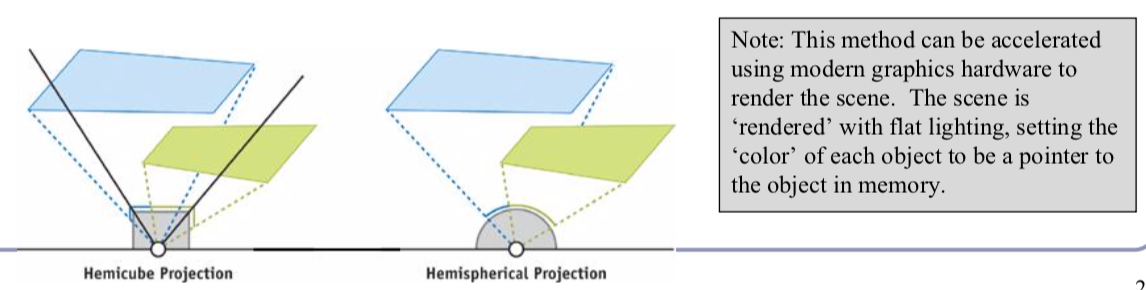 Note: This method can be accelerated
using modern graphics hardware to
render the scene.  The scene is
‘rendered’ with flat lighting, setting the
‘color’ of each object to be a pointer to
the object in memory.
Hemicube Projection
Hemispherical Projection